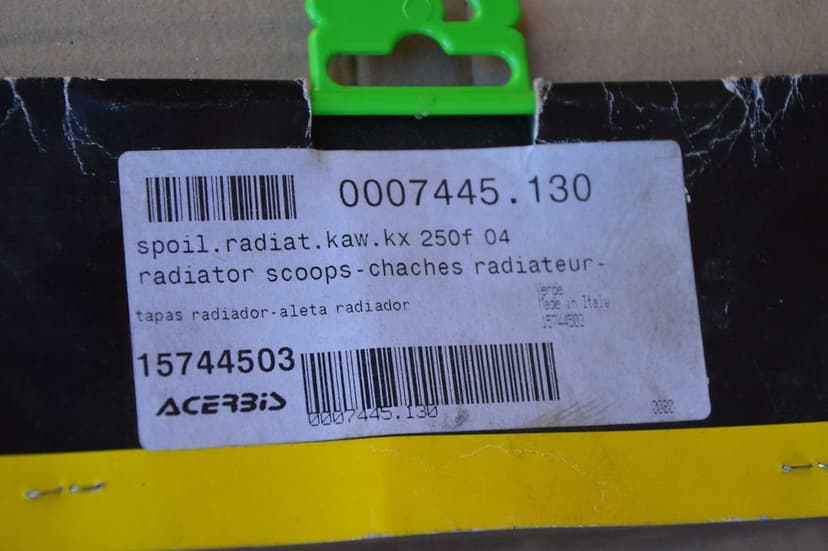 0007445.130
spoil.radiat.kaw.kx 250f 04
radiator scoops-chaches radiateur-
tapas radiador-aleta radiador
Verde
Made in Italy
15744503
15744503
ACERBIS
0007445.130